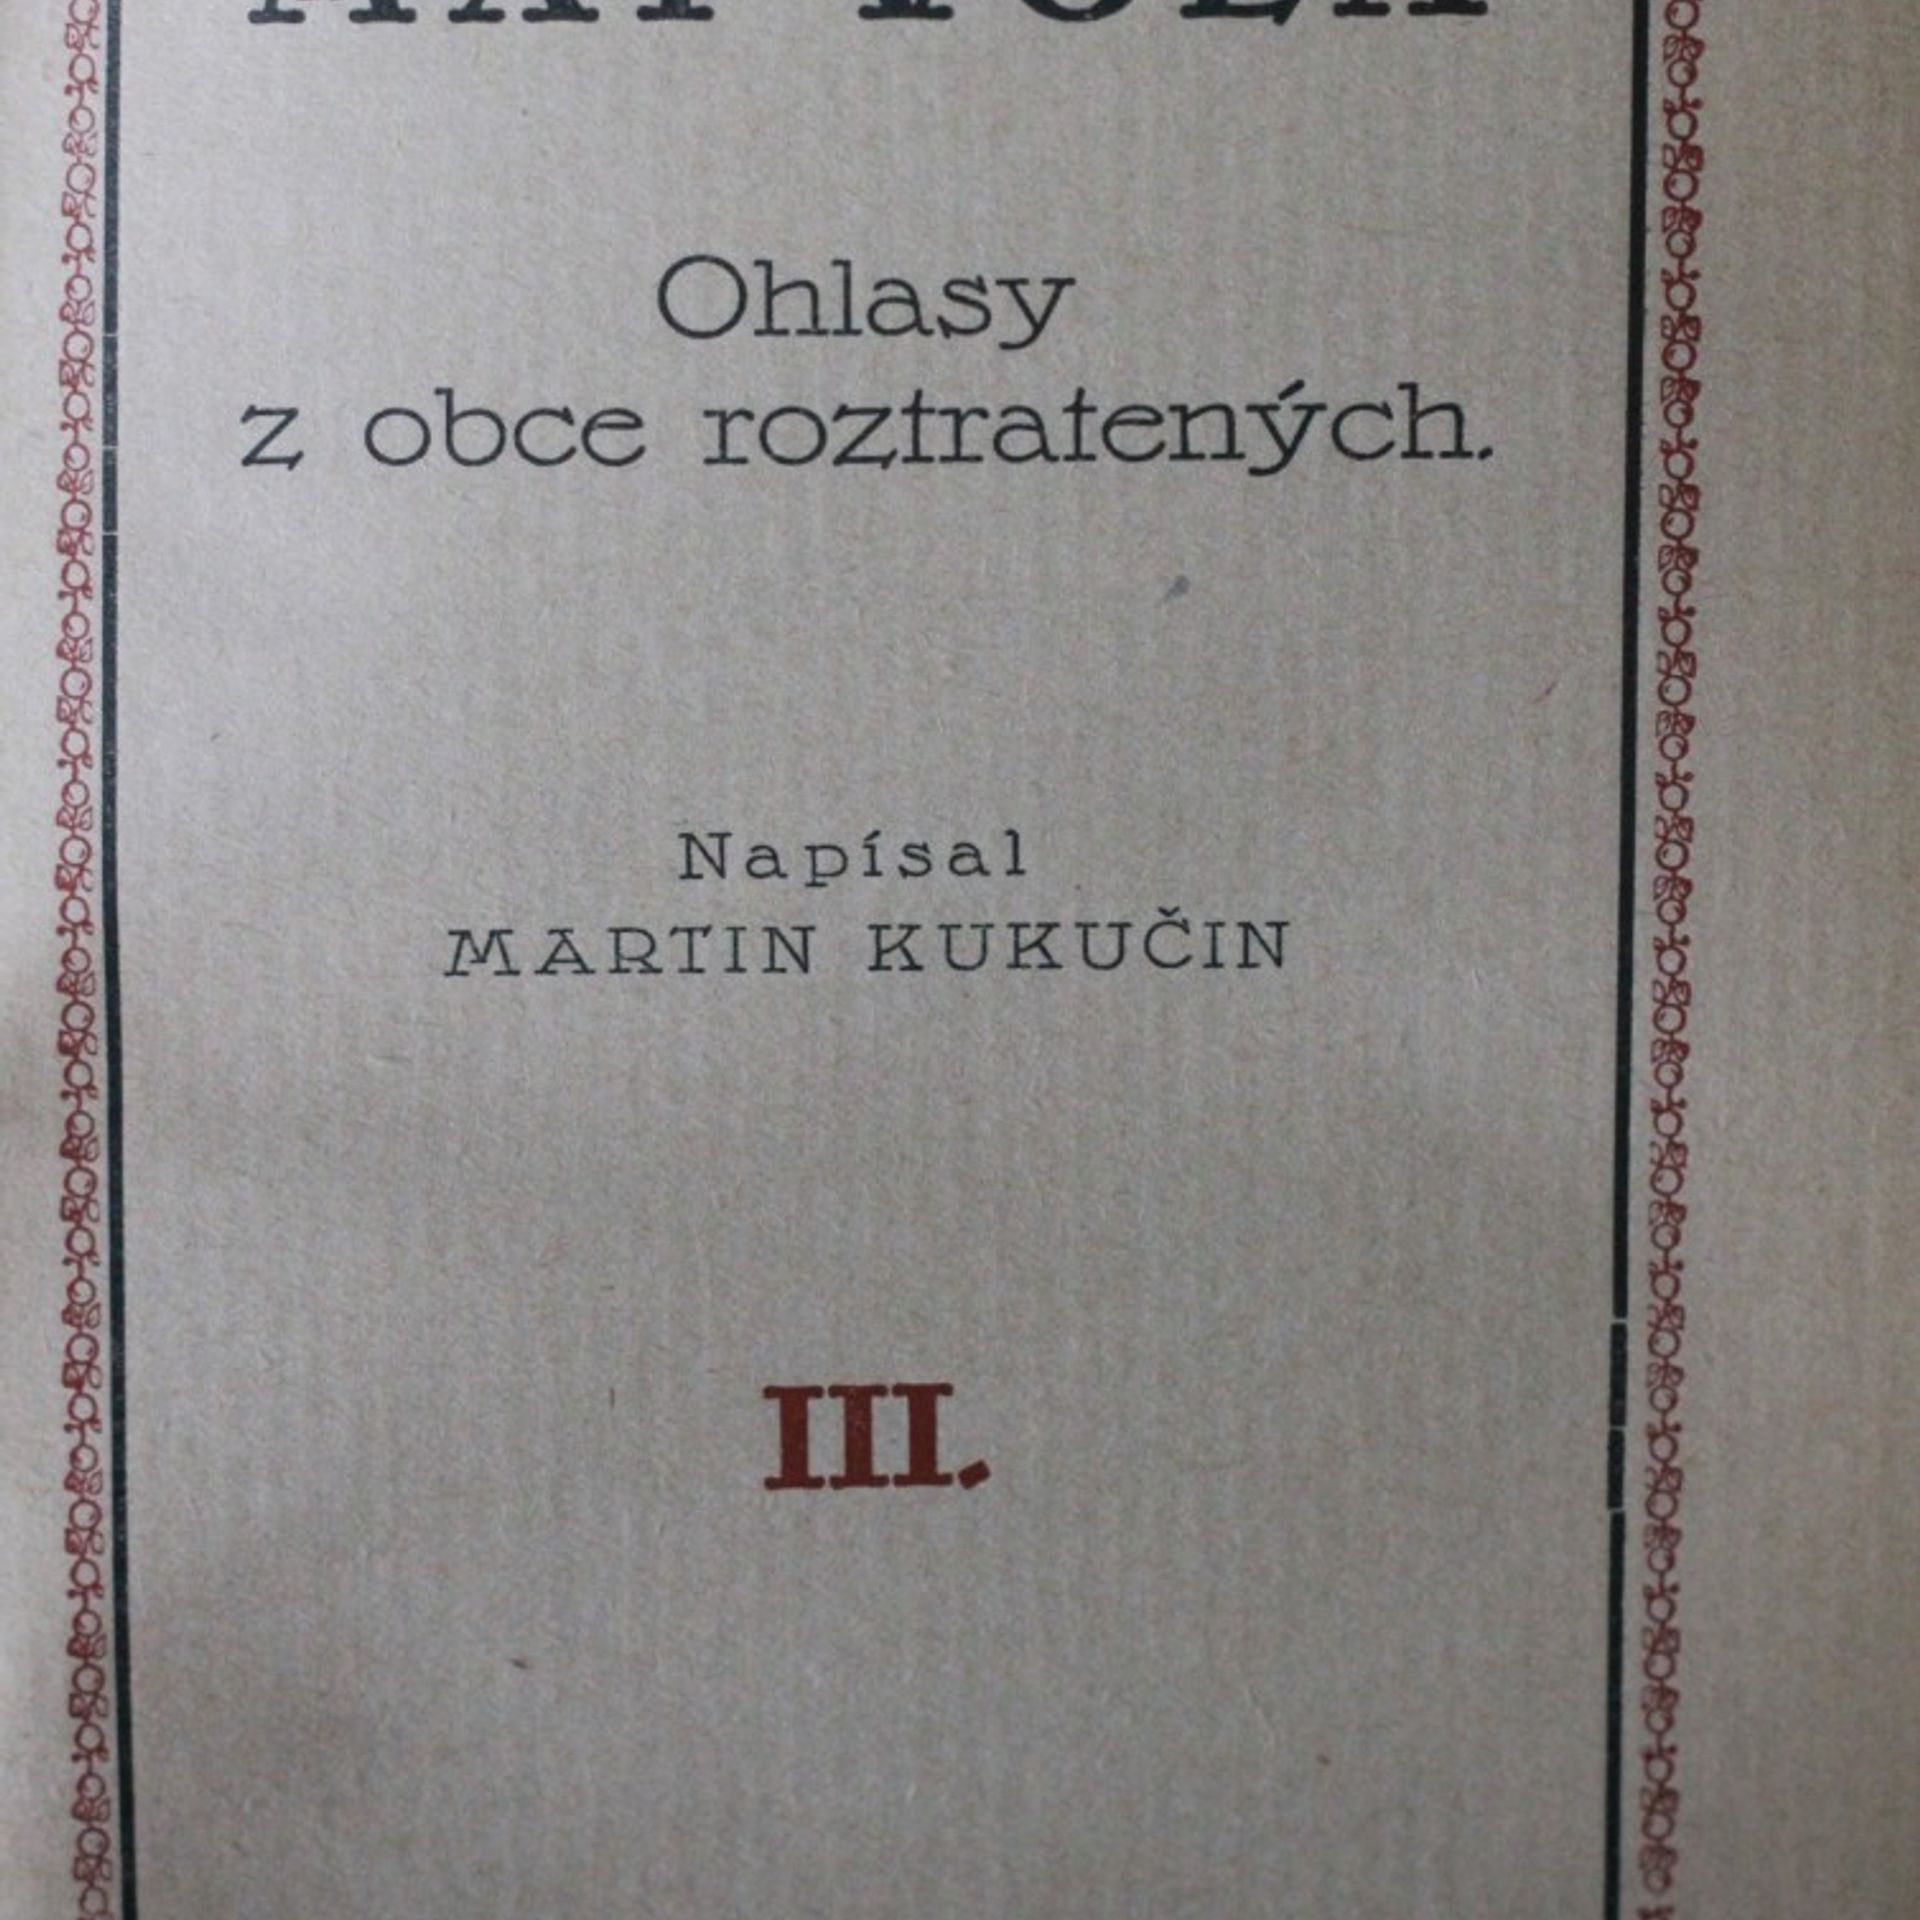 Ohlasy
z obce roztratených.
Napísal
MARTIN KUKUČIN
III.